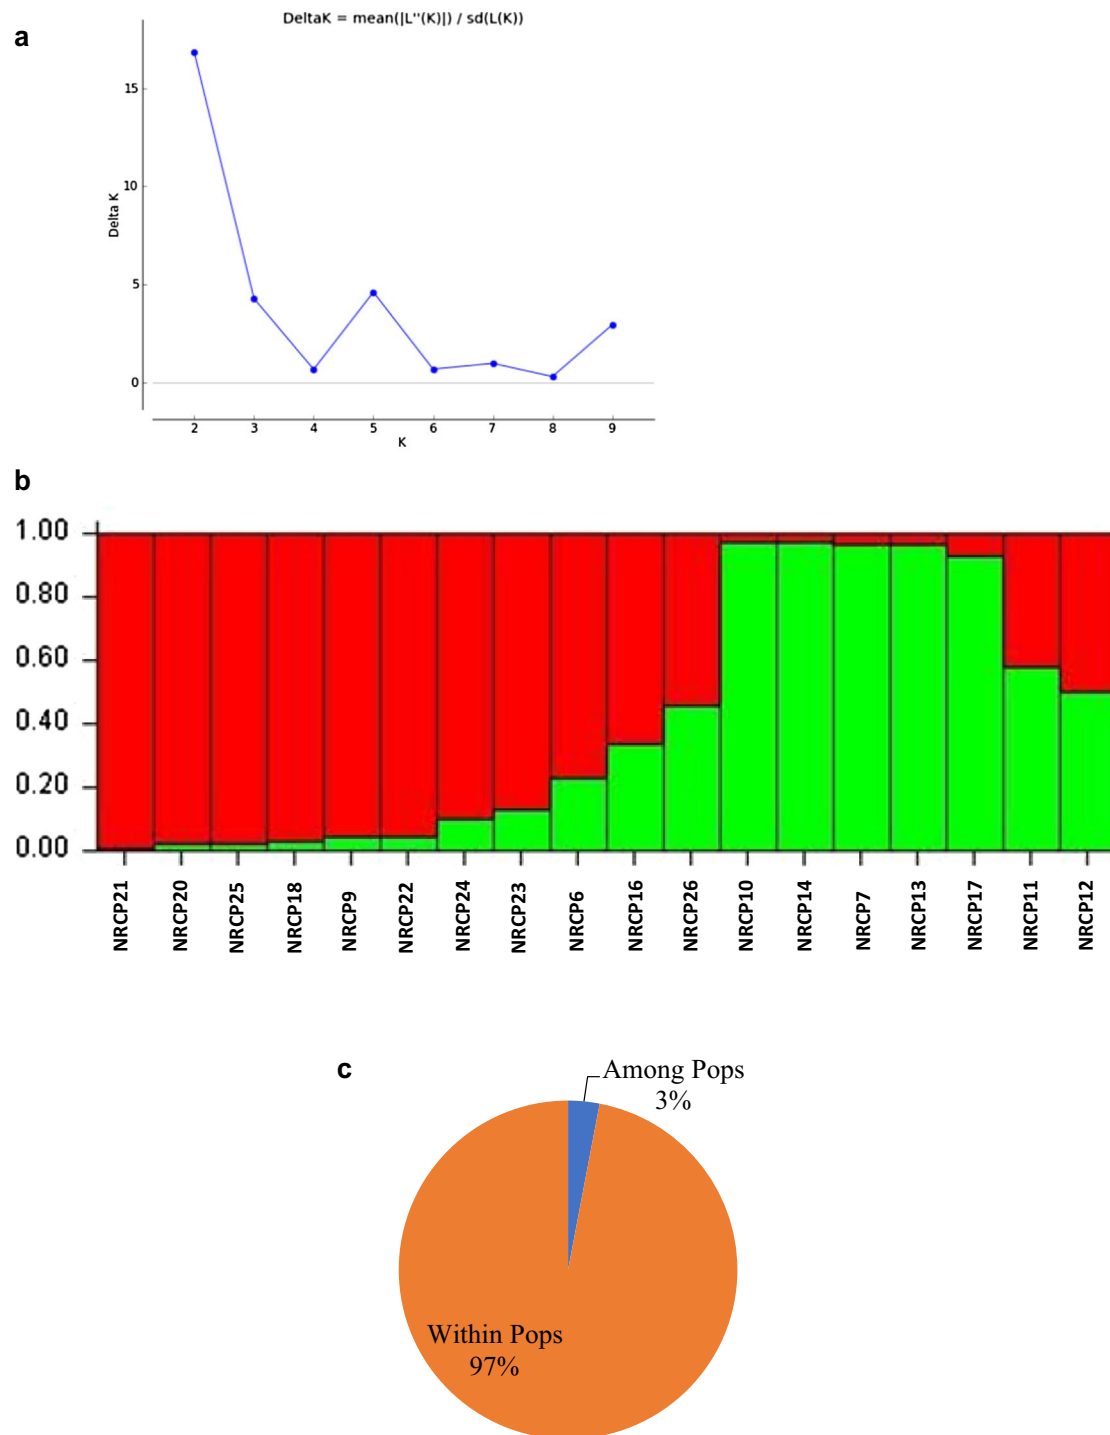 a
DeltaK = mean(|L''(K)|) / sd(L(K))
15
10
5
0
Delta K
2 3 4 5 6 7 8 9
K
b
1.00
0.80
0.60
0.40
0.20
0.00
NRCP21 NRCP20 NRCP25 NRCP18 NRCP9 NRCP22 NRCP24 NRCP23 NRCP6 NRCP16 NRCP26 NRCP10 NRCP14 NRCP7 NRCP13 NRCP17 NRCP11 NRCP12
c
Among Pops
3%
Within Pops
97%